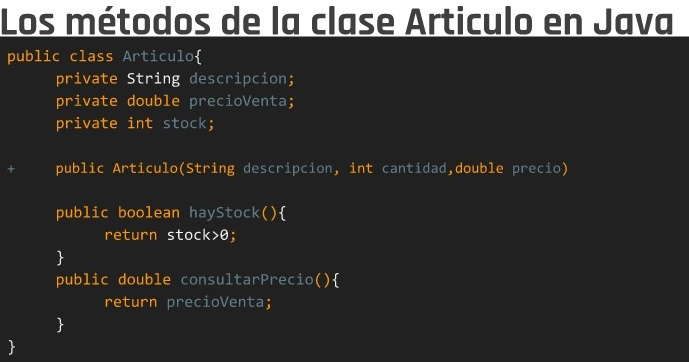 Los métodos de la clase Articulo en Java
public class Articulo{
private String descripcion;
private double precioVenta;
private int stock;
+ public Articulo(String descripcion, int cantidad,double precio)
public boolean hayStock(){
return stock>0;
}
public double consultarPrecio(){
return precioVenta;
}
}